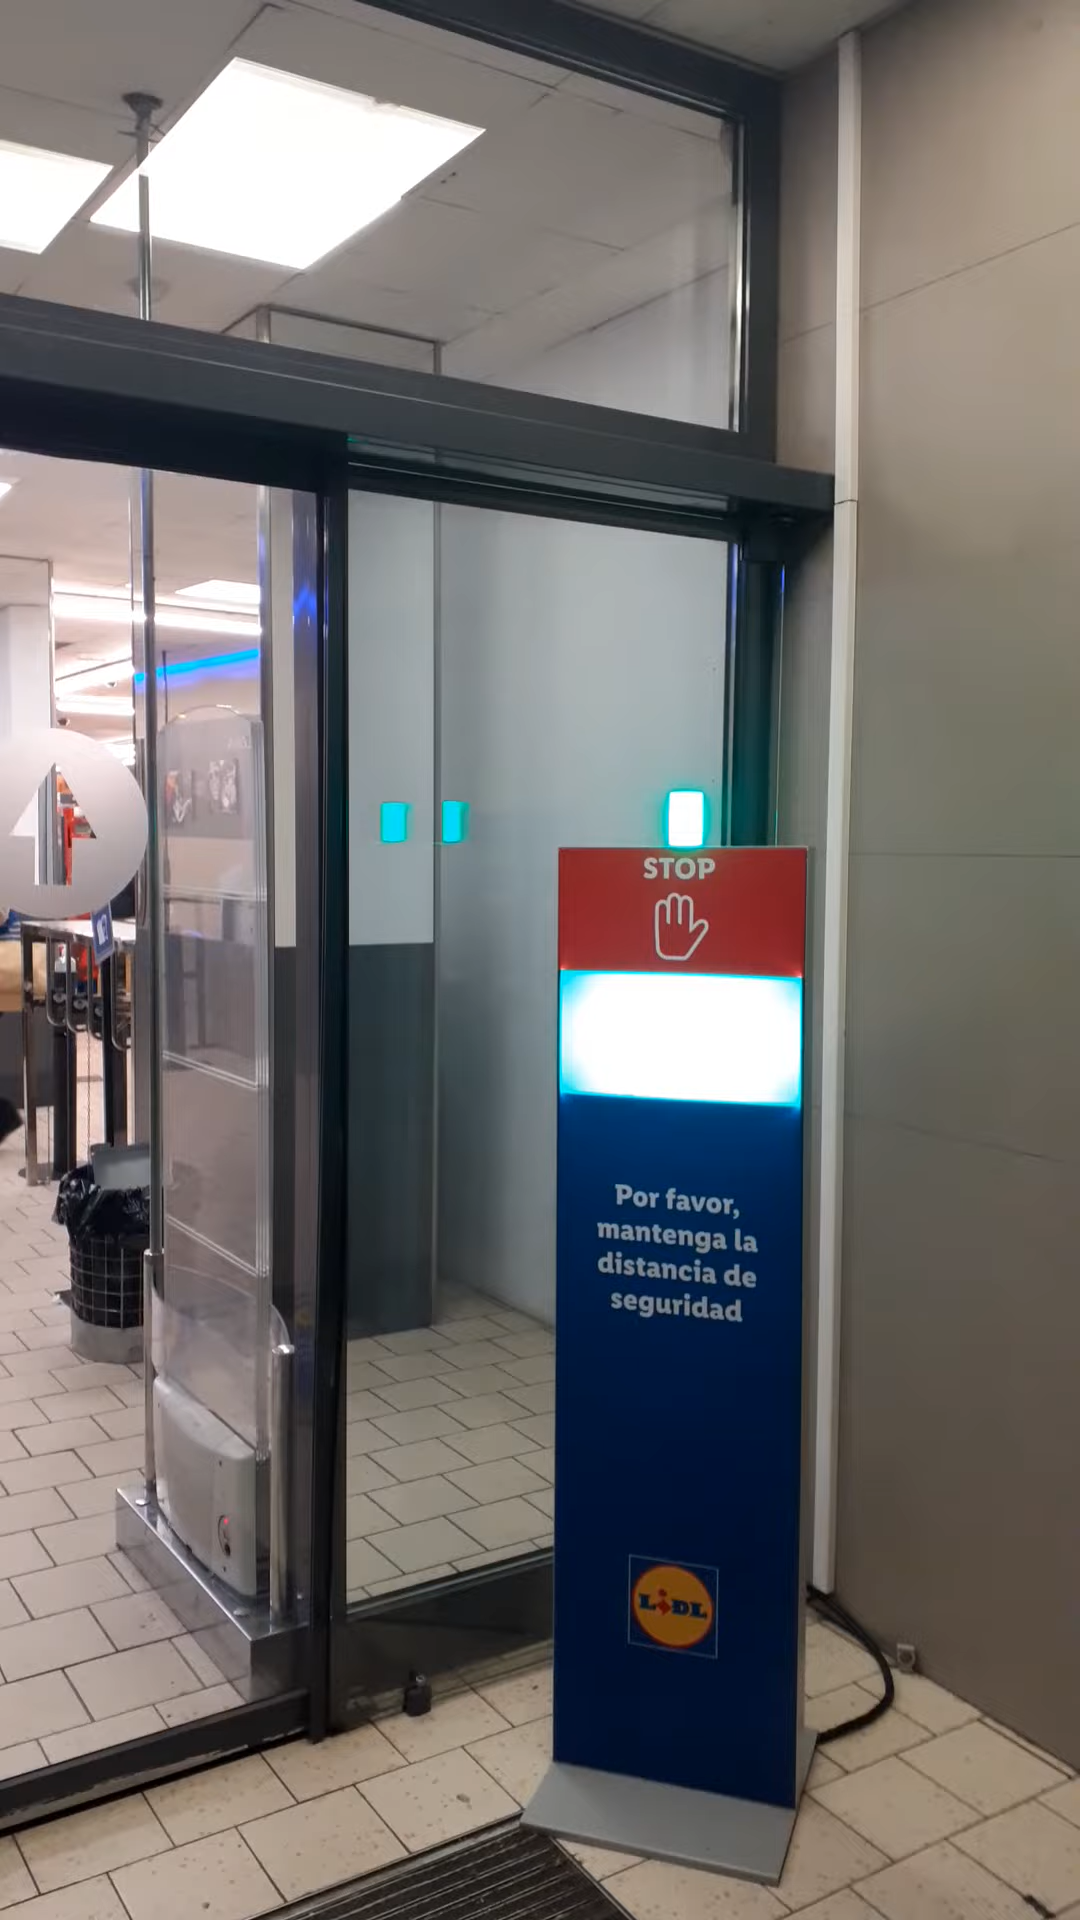 STOP
Por favor,
mantenga la
distancia de
seguridad
LIDL